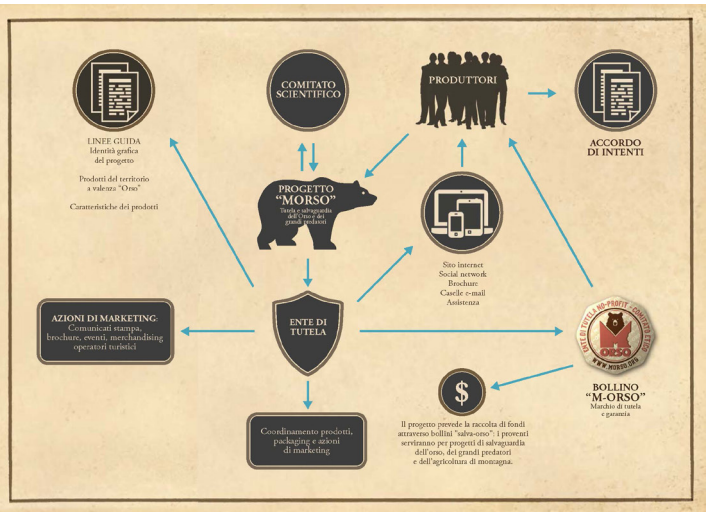 LINEE GUIDA
Identità grafica
del progetto
Prodotti del territorio
a valenza "Orso"
Caratteristiche dei prodotti
COMITATO
SCIENTIFICO
PRODUTTORI
ACCORDO
DI INTENTI
PROGETTO
"MORSO"
Tutela e salvaguardia
dell'Orso e dei
grandi predatori
Sito internet
Social network
Brochure
Caselle e-mail
Assistenza
AZIONI DI MARKETING:
Comunicati stampa,
brochure, eventi, merchandising
operatori turistici
ENTE DI
TUTELA
ENTE DI TUTELA NO-PROFIT • COMITATO ETICO
M
ORSO
WWW.MORSO.ORG
BOLLINO
"M-ORSO"
Marchio di tutela
e garanzia
Coordinamento prodotti,
packaging e azioni
di marketing
$
Il progetto prevede la raccolta di fondi
attraverso bollini "salva-orso": i proventi
serviranno per progetti di salvaguardia
dell'orso, dei grandi predatori
e dell'agricoltura di montagna.